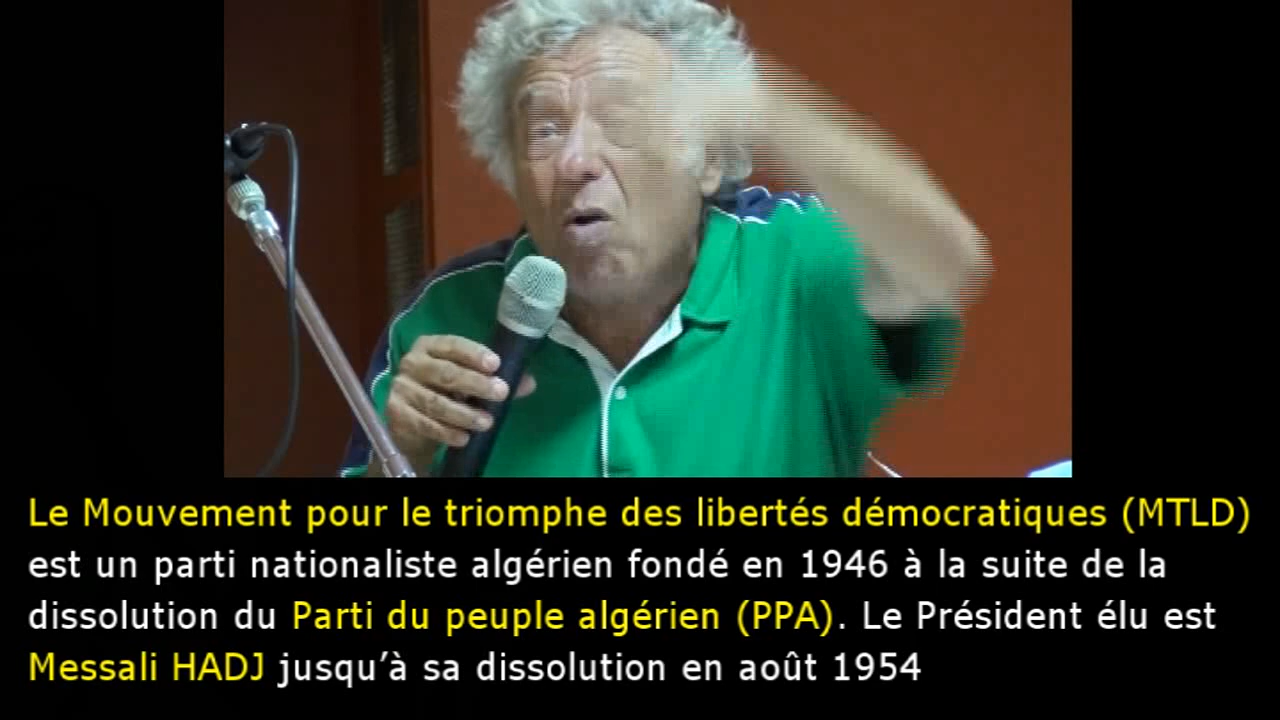 Le Mouvement pour le triomphe des libertés démocratiques (MTLD)
est un parti nationaliste algérien fondé en 1946 à la suite de la
dissolution du Parti du peuple algérien (PPA). Le Président élu est
Messali HADJ jusqu’à sa dissolution en août 1954